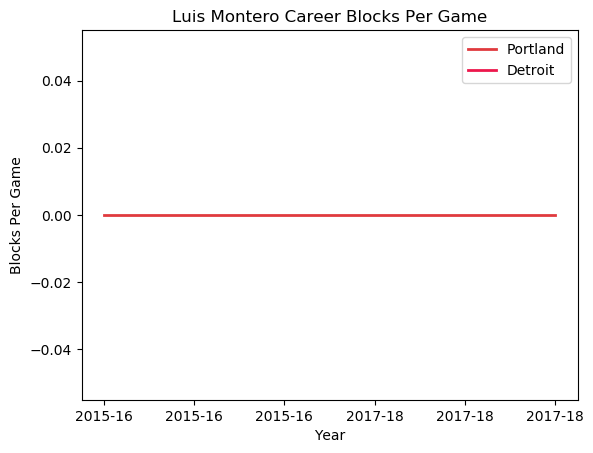 Luis Montero Career Blocks Per Game
Portland
Detroit
0.04
0.02
0.00
−0.02
−0.04
Blocks Per Game
2015-16 2015-16 2015-16 2017-18 2017-18 2017-18
Year